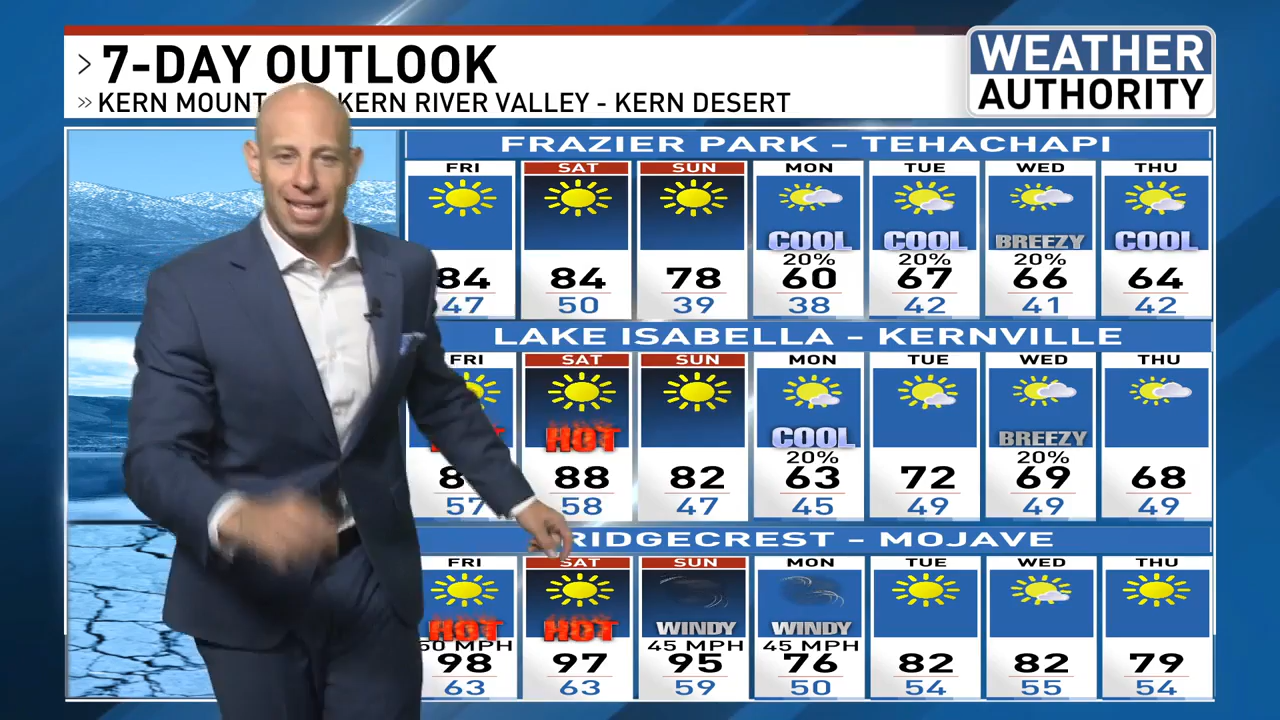 > 7-DAY OUTLOOK
» KERN MOUNT KERN RIVER VALLEY - KERN DESERT
WEATHER
AUTHORITY
FRAZIER PARK - TEHACHAPI
FRI SAT SUN MON TUE WED THU
COOL COOL BREEZY COOL
20% 20% 20%
84 84 78 60 67 66 64
47 50 39 38 42 41 42
LAKE ISABELLA - KERNVILLE
FRI SAT SUN MON TUE WED THU
HOT HOT COOL BREEZY
20% 20%
88 82 63 72 69 68
57 58 47 45 49 49 49
RIDGECREST - MOJAVE
FRI SAT SUN MON TUE WED THU
HOT HOT WINDY WINDY
50 MPH 45 MPH 45 MPH
98 97 95 76 82 82 79
63 63 59 50 54 55 54